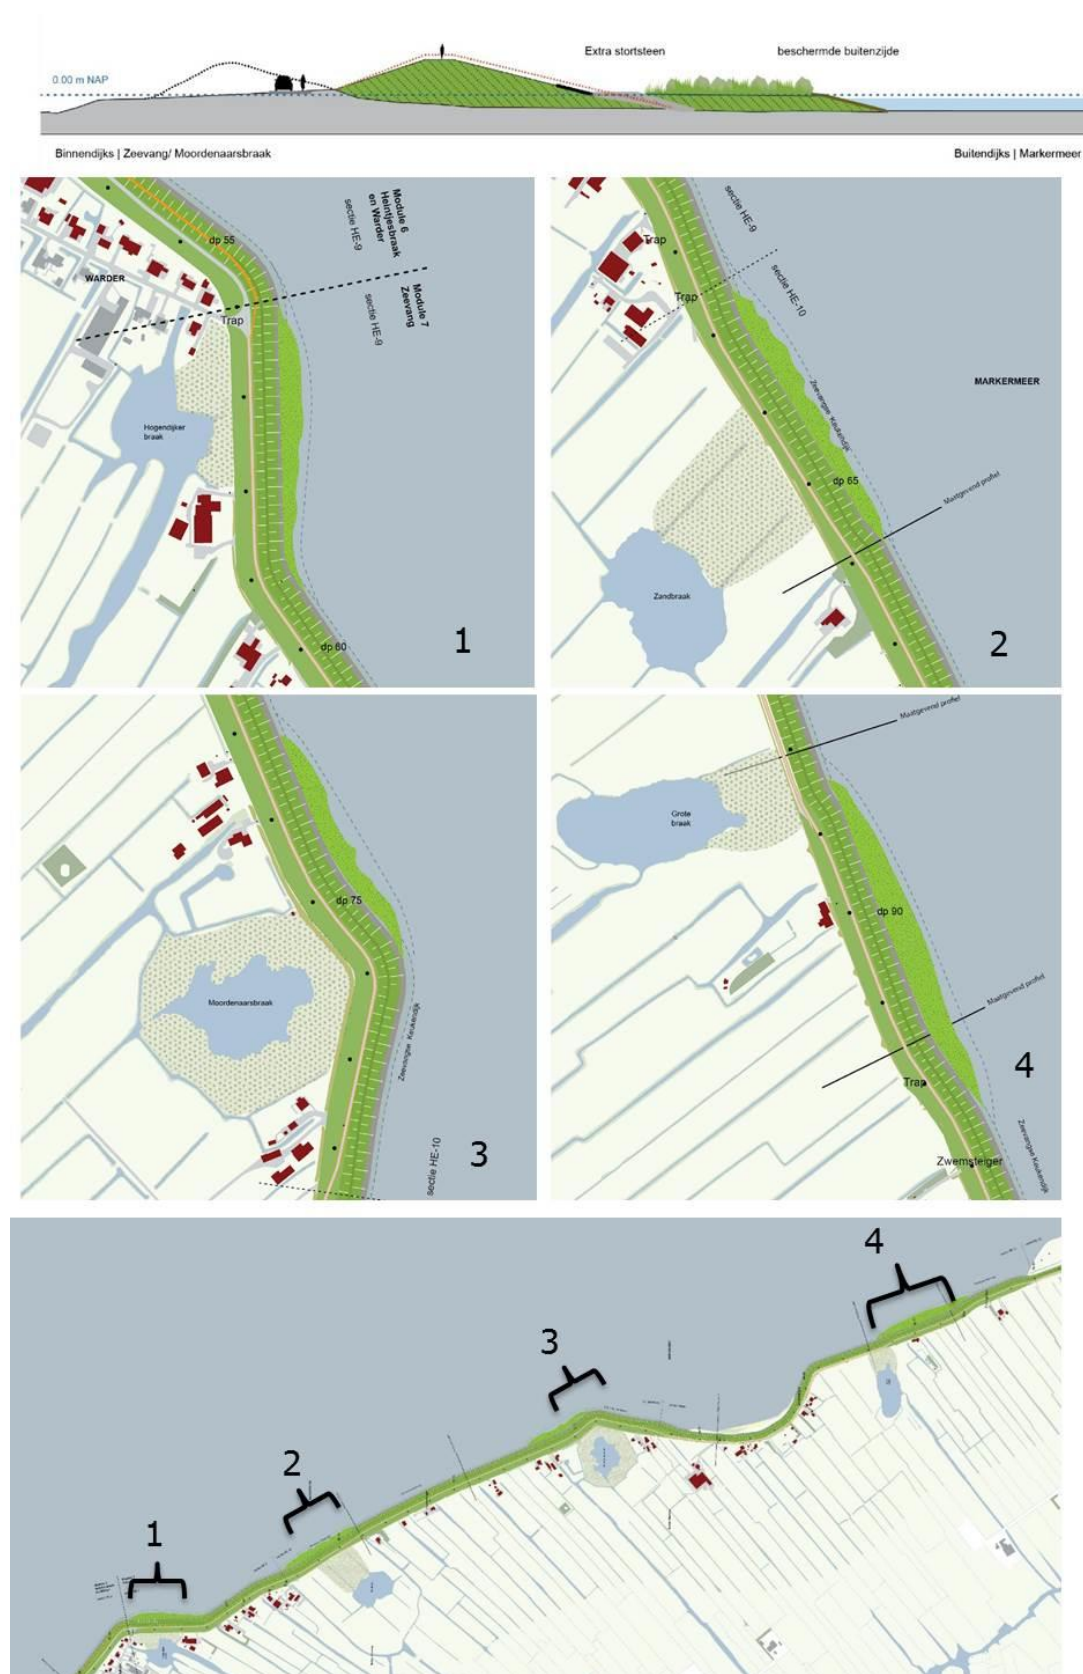 Extra stortsteen
beschermde buitenzijde
0.00 m NAP
Binnendijks | Zeevang/ Moordenaarsbraak
Buitendijks | Markermeer
dp 55
Module 6
Heintjesbraak
en Warder
sectie HE-9
WARDER
Module 7
Zeevang
sectie HE-9
Trap
Hogendijker
braak
dp 60
1
sectie HE-9
Trap
sectie HE-10
Trap
MARKERMEER
Zeevangse Keukendijk
dp 65
Maatgevend profiel
Zandbraak
2
dp 75
Moordenaarsbraak
Zeevangse Keukendijk
sectie HE-10
3
Maatgevend profiel
Grote
braak
dp 90
Maatgevend profiel
Trap
4
Zeevangse Keukendijk
Zwemsteiger
4
3
2
1